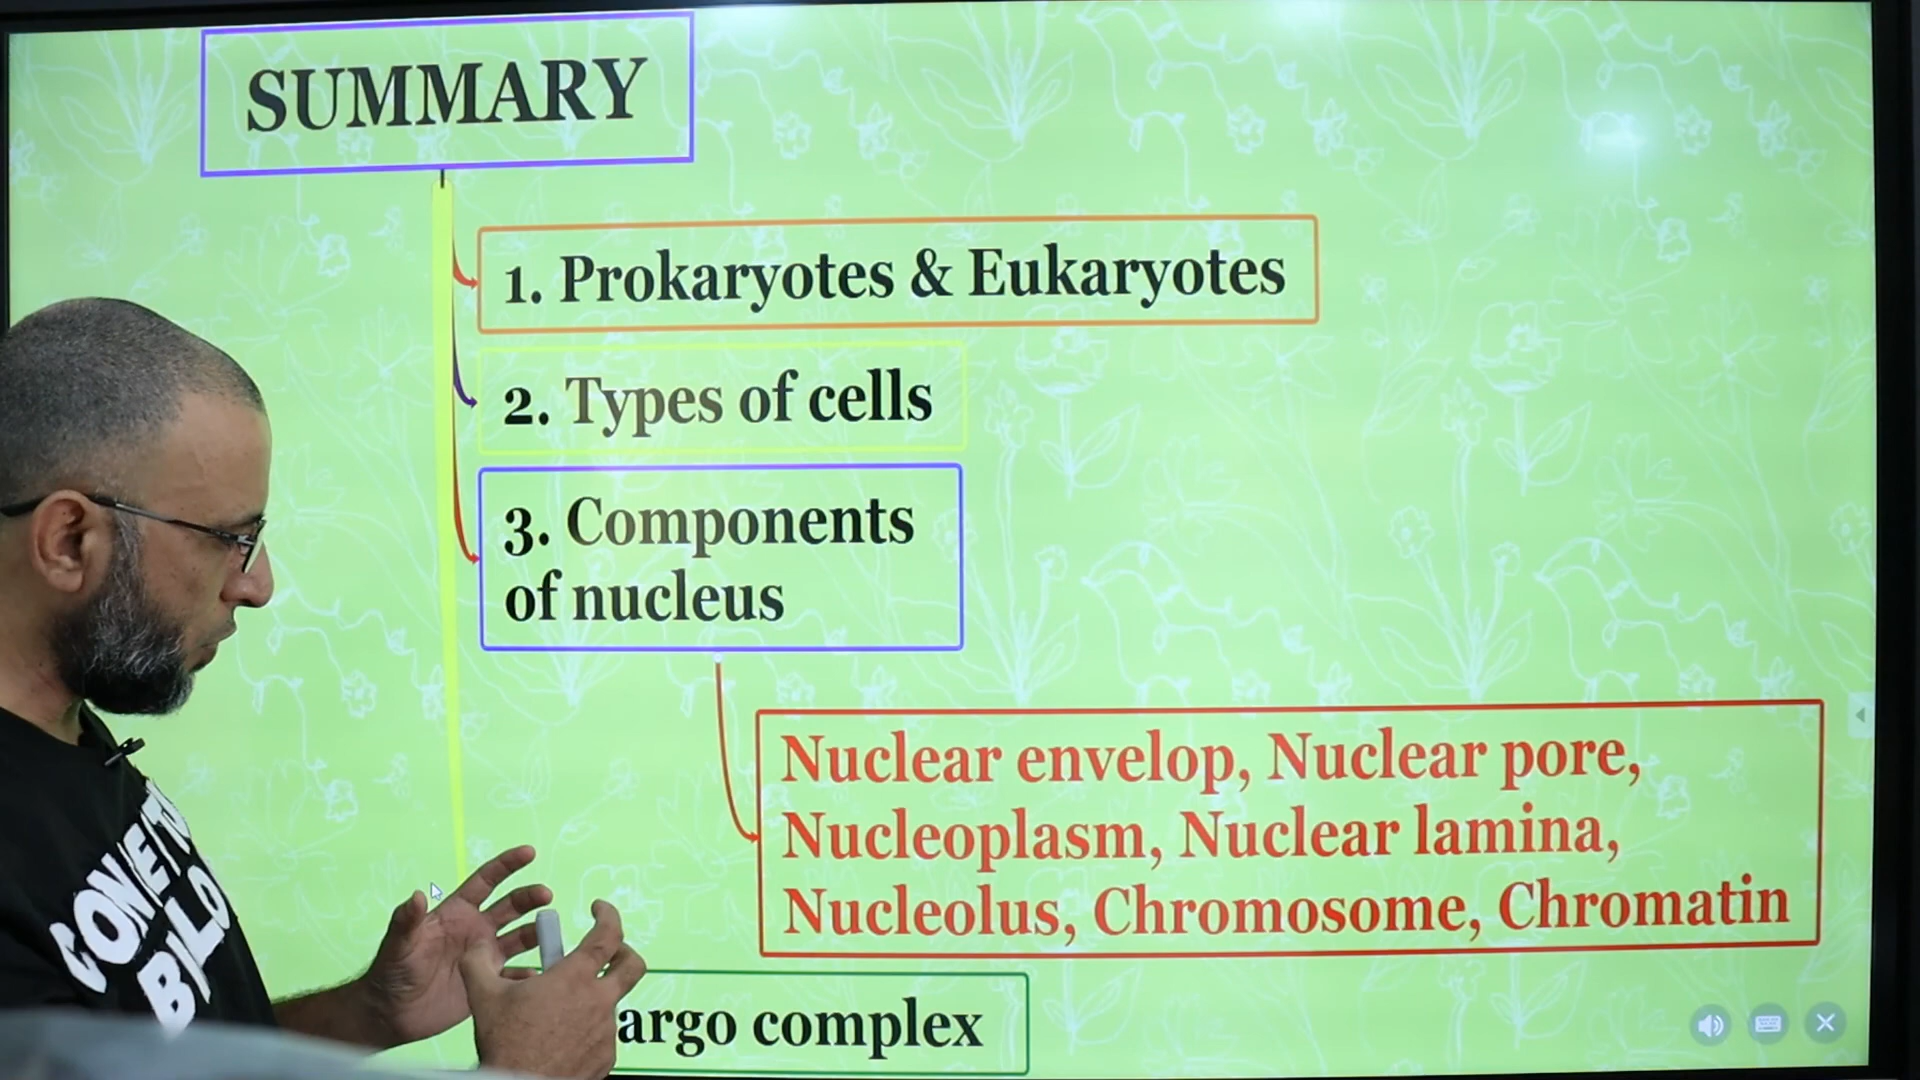 SUMMARY
1. Prokaryotes & Eukaryotes
2. Types of cells
3. Components
of nucleus
Nuclear envelop, Nuclear pore,
Nucleoplasm, Nuclear lamina,
Nucleolus, Chromosome, Chromatin
complex